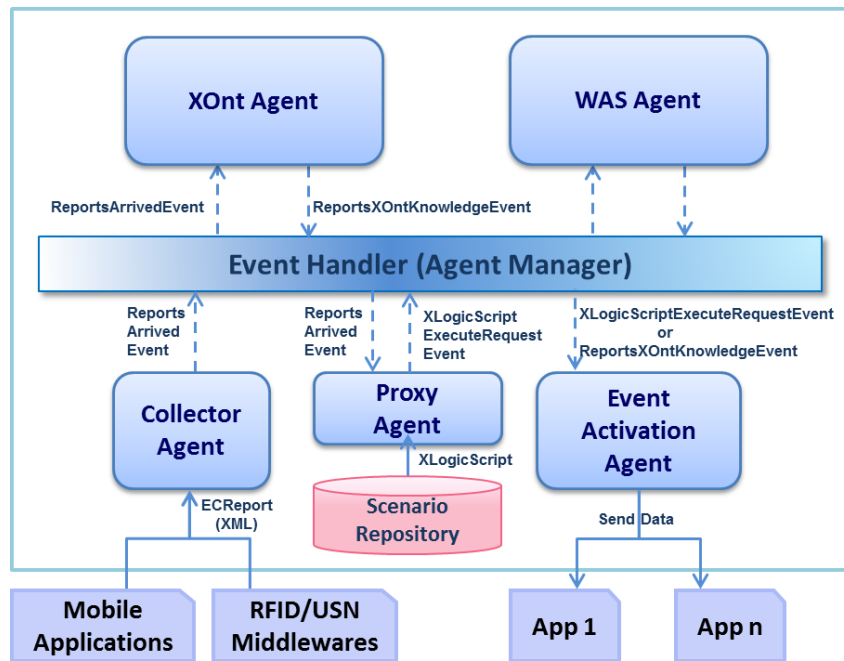 XOnt Agent
WAS Agent
ReportsArrivedEvent
ReportsXOntKnowledgeEvent
Event Handler (Agent Manager)
Reports
Arrived
Event
Reports
Arrived
Event
XLogicScript
ExecuteRequest
Event
XLogicScriptExecuteRequestEvent
or
ReportsXOntKnowledgeEvent
Collector
Agent
Proxy
Agent
Event
Activation
Agent
ECReport
(XML)
XLogicScript
Scenario
Repository
Send Data
Mobile
Applications
RFID/USN
Middlewares
App 1
App n